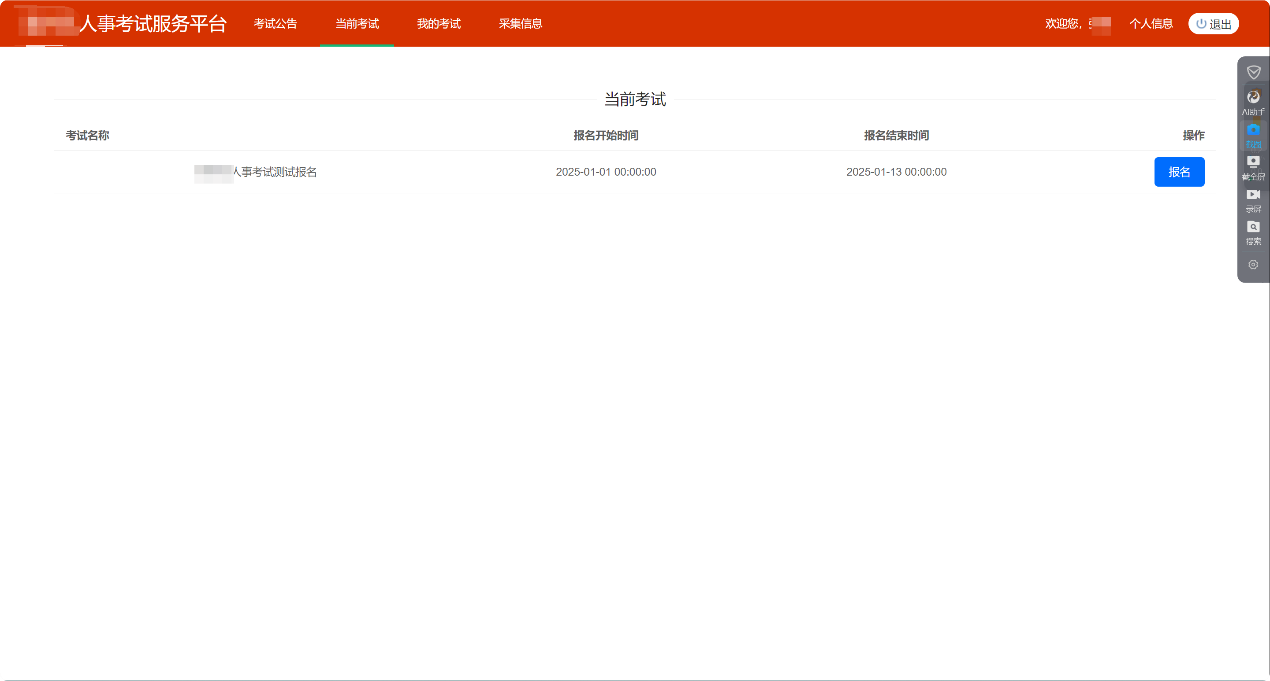 人事考试服务平台 考试公告 当前考试 我的考试 采集信息 欢迎您, 个人信息 退出
当前考试
考试名称 报名开始时间 报名结束时间 操作
人事考试测试报名 2025-01-01 00:00:00 2025-01-13 00:00:00 报名
AI助手
截图
截全屏
录屏
搜索